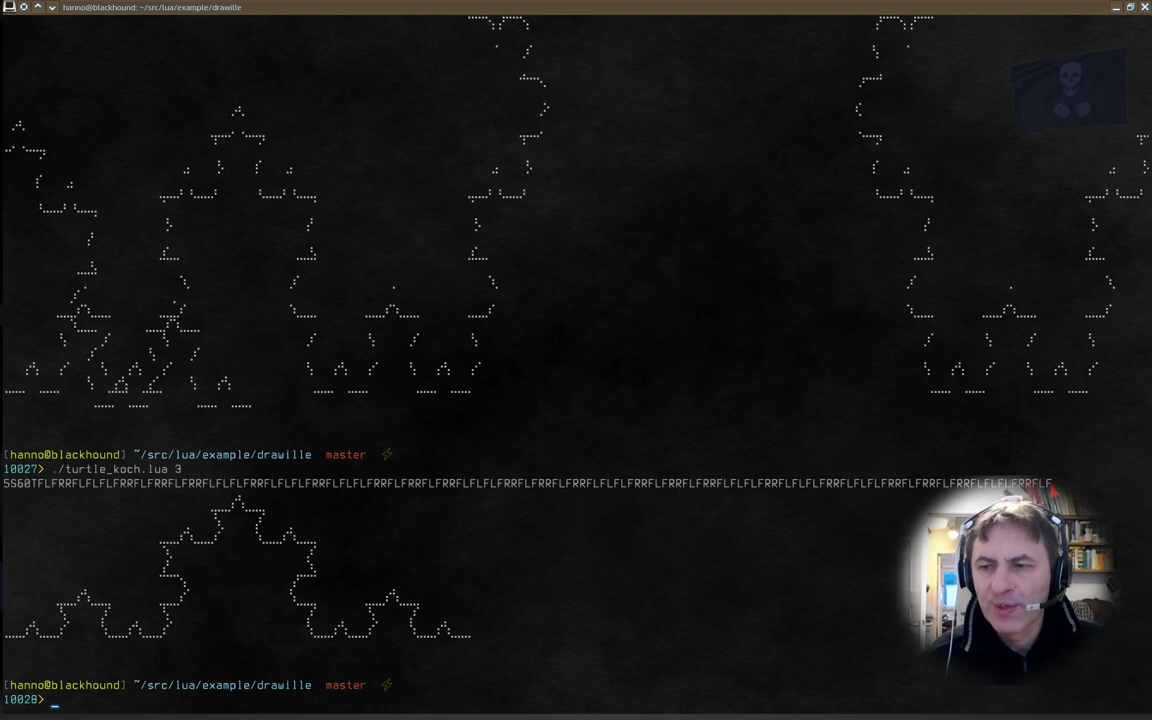 hanno@blackhound: ~/src/lua/example/drawille
[hanno@blackhound] ~/src/lua/example/drawille master ⚡
10027> ./turtle_koch.lua 3
5S60TFLFRRFLFLFLFRRFLFRRFLFRRFLFLFLFRRFLFLFLFRRFLFLFLFRRFLFRRFLFRRFLFLFLFRRFLFRRFLFLFLFRRFLFRRFLFRRFLFLFLFRRFLFLFLFRRFLFLFLFRRFLFRRFLFRRFLFLFLFRRFLF
[hanno@blackhound] ~/src/lua/example/drawille master ⚡
10028>